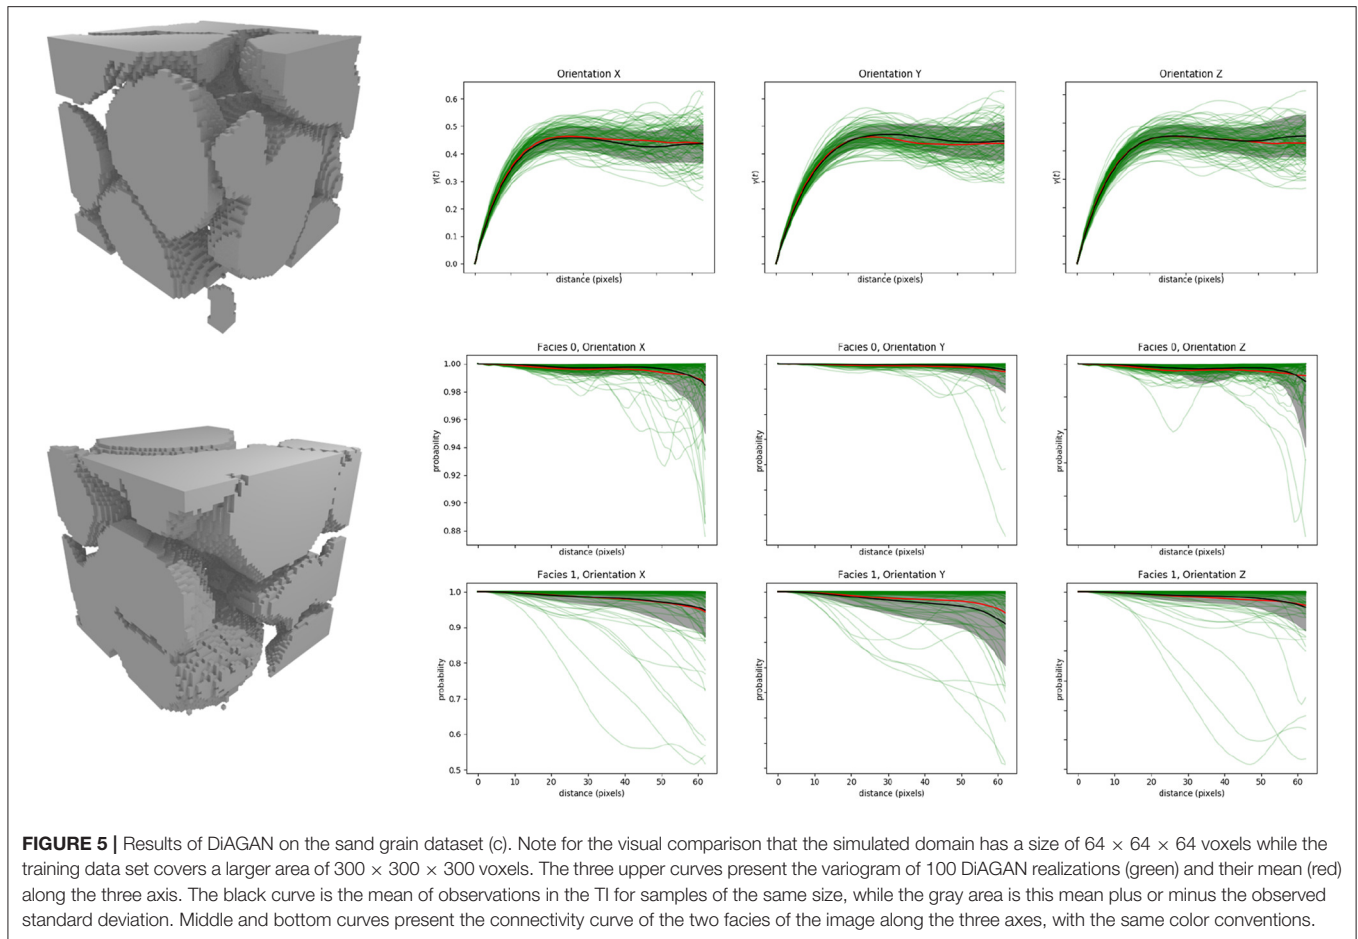 Orientation X
Orientation Y
Orientation Z
0.6
0.5
0.4
0.3
0.2
0.1
0.0
γ(t)
γ(t)
γ(t)
distance (pixels)
distance (pixels)
distance (pixels)
Facies 0, Orientation X
Facies 0, Orientation Y
Facies 0, Orientation Z
1.00
0.98
0.96
0.94
0.92
0.90
0.88
probability
probability
probability
distance (pixels)
distance (pixels)
distance (pixels)
Facies 1, Orientation X
Facies 1, Orientation Y
Facies 1, Orientation Z
1.0
0.9
0.8
0.7
0.6
0.5
probability
probability
probability
0 10 20 30 40 50 60
0 10 20 30 40 50 60
0 10 20 30 40 50 60
distance (pixels)
distance (pixels)
distance (pixels)
FIGURE 5 | Results of DiAGAN on the sand grain dataset (c). Note for the visual comparison that the simulated domain has a size of 64 × 64 × 64 voxels while the
training data set covers a larger area of 300 × 300 × 300 voxels. The three upper curves present the variogram of 100 DiAGAN realizations (green) and their mean (red)
along the three axis. The black curve is the mean of observations in the TI for samples of the same size, while the gray area is this mean plus or minus the observed
standard deviation. Middle and bottom curves present the connectivity curve of the two facies of the image along the three axes, with the same color conventions.